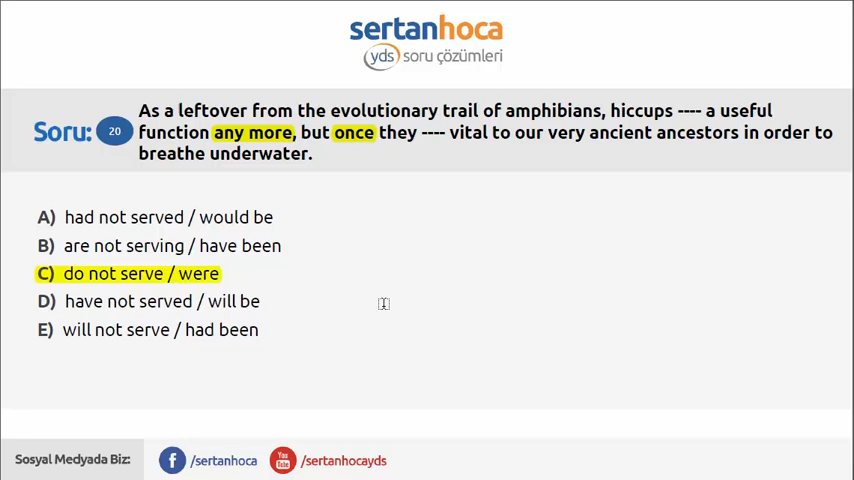 sertanhoca
yds soru çözümleri
Soru: 20
As a leftover from the evolutionary trail of amphibians, hiccups ---- a useful
function any more, but once they ---- vital to our very ancient ancestors in order to
breathe underwater.
A) had not served / would be
B) are not serving / have been
C) do not serve / were
D) have not served / will be
E) will not serve / had been
Sosyal Medyada Biz: f /sertanhoca You Tube /sertanhocayds